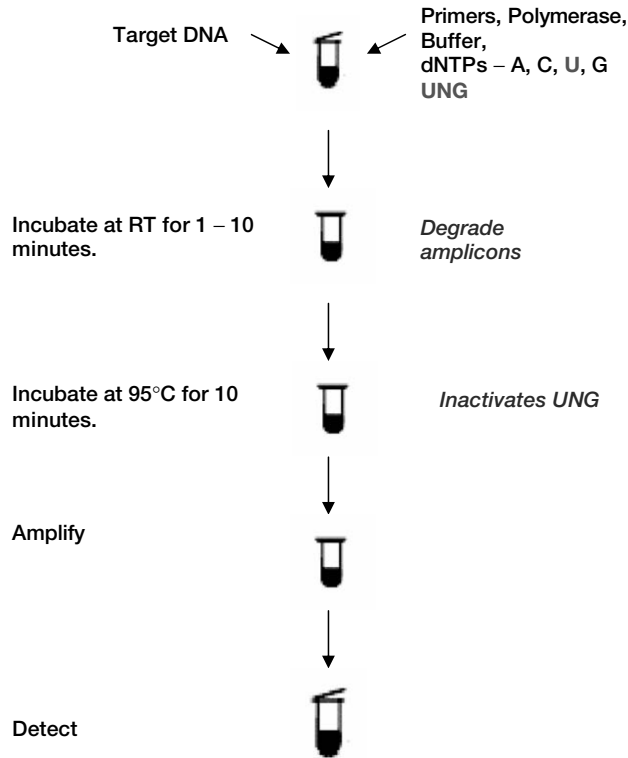 Target DNA
Primers, Polymerase,
Buffer,
dNTPs – A, C, U, G
UNG
Incubate at RT for 1 – 10
minutes.
Degrade
amplicons
Incubate at 95°C for 10
minutes.
Inactivates UNG
Amplify
Detect